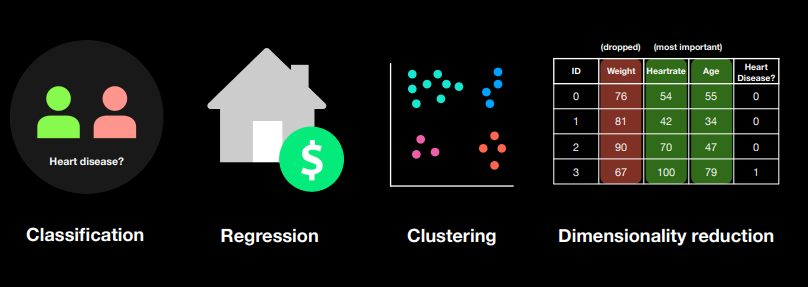 (dropped) (most important)
ID Weight Heartrate Age Heart Disease?
0 76 54 55 0
1 81 42 34 0
2 90 70 47 0
3 67 100 79 1
Heart disease?
$
Classification Regression Clustering Dimensionality reduction